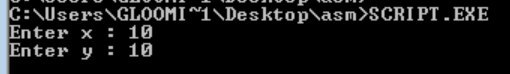 C:\Users\GLOOMI~1\Desktop\asm>SCRIPT.EXE
Enter x : 10
Enter y : 10